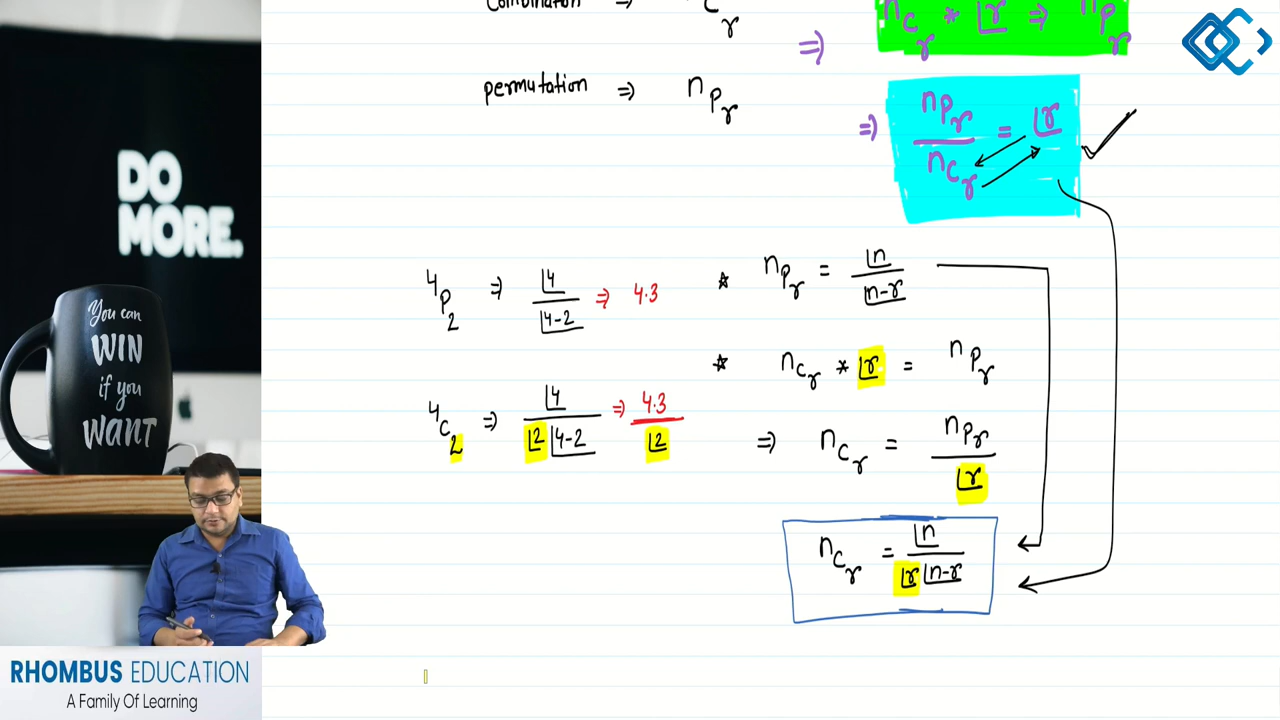 combination ⇒ nCr
nCr * ⌊r ⇒ nPr
⇒
permutation ⇒ nPr
⇒ nPr / nCr = ⌊r
DO
MORE.
4P2 ⇒ ⌊4 / ⌊4-2 ⇒ 4.3
* nPr = ⌊n / ⌊n-r
* nCr * ⌊r = nPr
4C2 ⇒ ⌊4 / ⌊2 ⌊4-2 ⇒ 4.3 / ⌊2
⇒ nCr = nPr / ⌊r
nCr = ⌊n / ⌊r ⌊n-r
You can
WIN
if you
WANT
RHOMBUS EDUCATION
A Family Of Learning